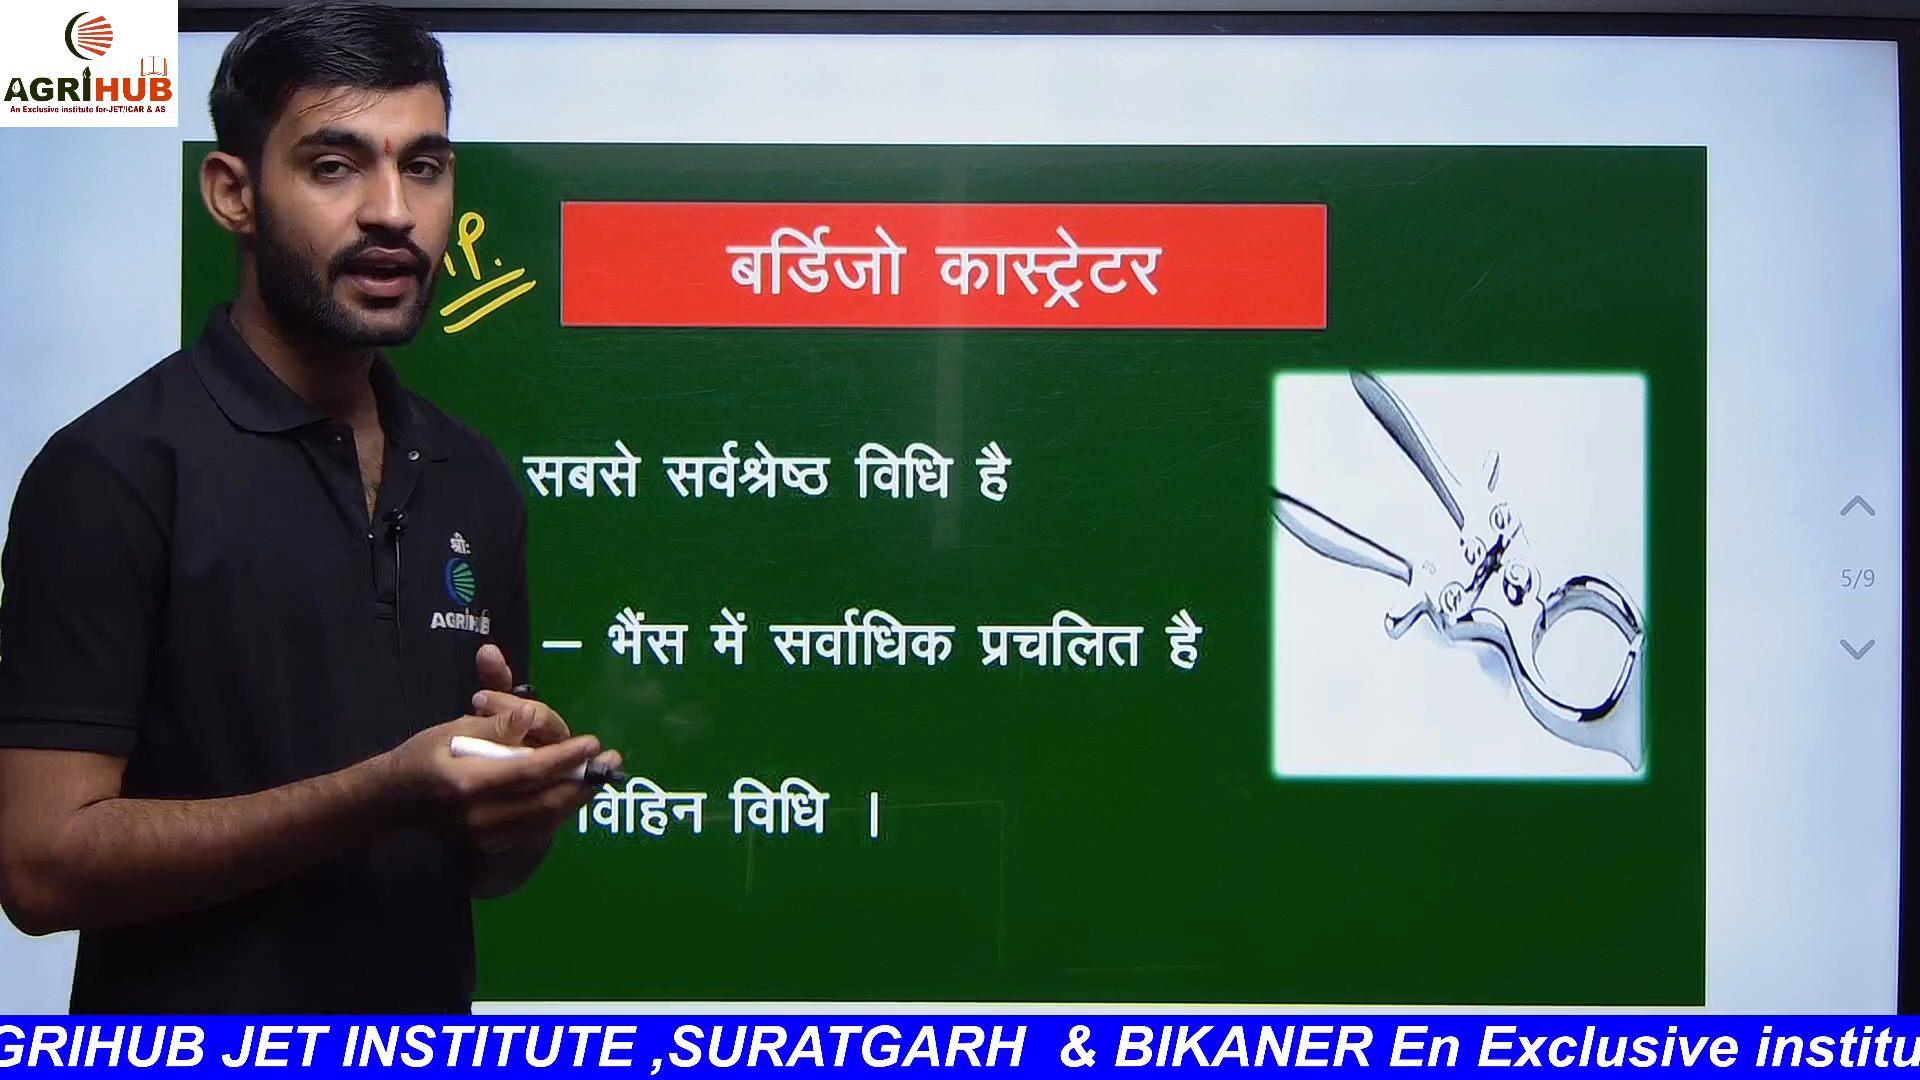 AGRIHUB
An Exclusive institute for-JET/ICAR & AS
बर्डिजो कास्ट्रेटर
सबसे सर्वश्रेष्ठ विधि है
– भैंस में सर्वाधिक प्रचलित है
विहिन विधि ।
5/9
श्रीः
AGRIHUB
GRIHUB JET INSTITUTE ,SURATGARH & BIKANER En Exclusive institu